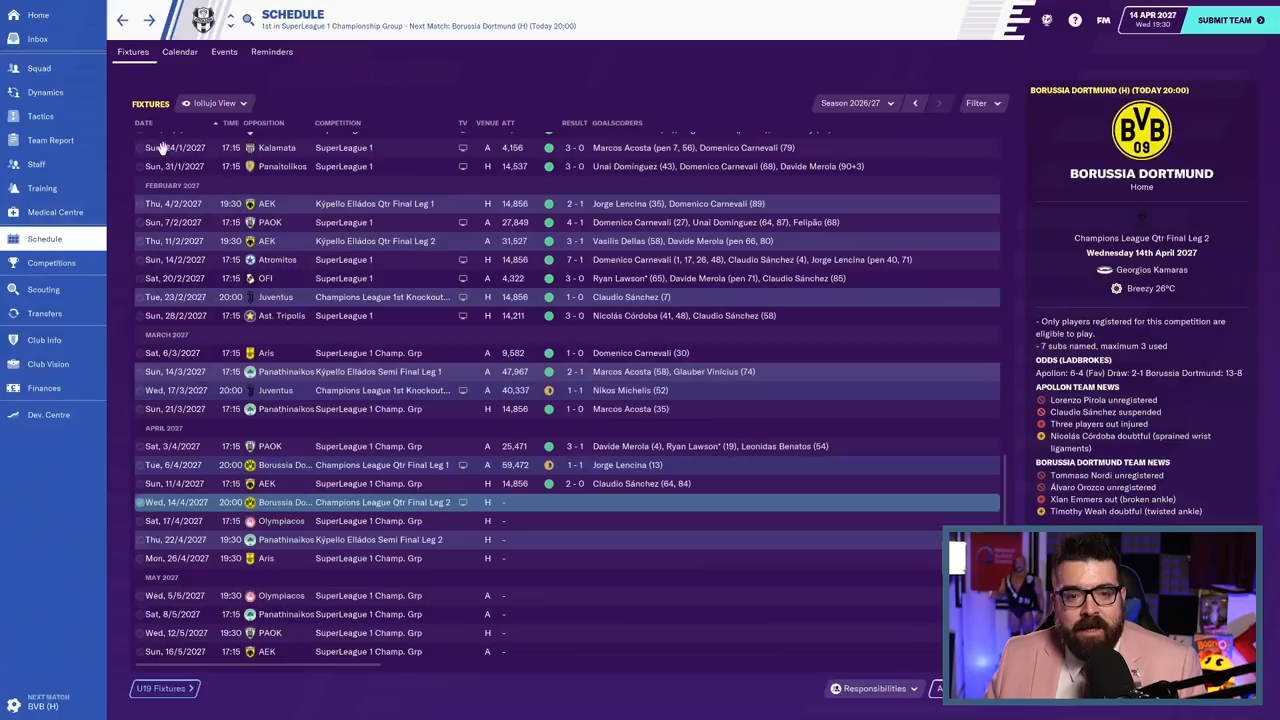 Home
Inbox
Squad
Dynamics
Tactics
Team Report
Staff
Training
Medical Centre
Schedule
Competitions
Scouting
Transfers
Club Info
Club Vision
Finances
Dev. Centre
NEXT MATCH
BVB (H)
SCHEDULE
1st in SuperLeague 1 Championship Group - Next Match: Borussia Dortmund (H) (Today 20:00)
FM
14 APR 2027
Wed 19:30
SUBMIT TEAM
Fixtures Calendar Events Reminders
FIXTURES lollujo View Season 2026/27 Filter
DATE TIME OPPOSITION COMPETITION TV VENUE ATT RESULT GOALSCORERS
Sun, 24/1/2027 17:15 Kalamata SuperLeague 1 A 4,156 3 - 0 Marcos Acosta (pen 7, 56), Domenico Carnevali (79)
Sun, 31/1/2027 17:15 Panaitolikos SuperLeague 1 H 14,537 3 - 0 Unai Domínguez (43), Domenico Carnevali (68), Davide Merola (90+3)
FEBRUARY 2027
Thu, 4/2/2027 19:30 AEK Kýpello Elládos Qtr Final Leg 1 H 14,856 2 - 1 Jorge Lencina (35), Domenico Carnevali (89)
Sun, 7/2/2027 17:15 PAOK SuperLeague 1 A 27,849 4 - 1 Domenico Carnevali (27), Unai Domínguez (64, 87), Felipão (68)
Thu, 11/2/2027 19:30 AEK Kýpello Elládos Qtr Final Leg 2 A 31,527 3 - 1 Vasilis Dellas (58), Davide Merola (pen 66, 80)
Sun, 14/2/2027 17:15 Atromitos SuperLeague 1 H 14,856 7 - 1 Domenico Carnevali (1, 17, 26, 48), Claudio Sánchez (4), Jorge Lencina (pen 40, 71)
Sat, 20/2/2027 17:15 OFI SuperLeague 1 A 4,322 3 - 0 Ryan Lawson* (65), Davide Merola (pen 71), Claudio Sánchez (85)
Tue, 23/2/2027 20:00 Juventus Champions League 1st Knockout... H 14,856 1 - 0 Claudio Sánchez (7)
Sun, 28/2/2027 17:15 Ast. Tripolis SuperLeague 1 H 14,211 3 - 0 Nicolás Córdoba (41, 48), Claudio Sánchez (58)
MARCH 2027
Sat, 6/3/2027 17:15 Aris SuperLeague 1 Champ. Grp A 9,582 1 - 0 Domenico Carnevali (30)
Sun, 14/3/2027 17:15 Panathinaikos Kýpello Elládos Semi Final Leg 1 A 47,967 2 - 1 Marcos Acosta (58), Glauber Vinícius (74)
Wed, 17/3/2027 20:00 Juventus Champions League 1st Knockout... A 40,337 1 - 1 Nikos Michelis (52)
Sun, 21/3/2027 17:15 Panathinaikos SuperLeague 1 Champ. Grp H 14,856 1 - 0 Marcos Acosta (35)
APRIL 2027
Sat, 3/4/2027 17:15 PAOK SuperLeague 1 Champ. Grp A 25,471 3 - 1 Davide Merola (4), Ryan Lawson* (19), Leonidas Benatos (54)
Tue, 6/4/2027 20:00 Borussia Do... Champions League Qtr Final Leg 1 A 59,472 1 - 1 Jorge Lencina (13)
Sun, 11/4/2027 17:15 AEK SuperLeague 1 Champ. Grp H 14,856 2 - 0 Claudio Sánchez (64, 84)
Wed, 14/4/2027 20:00 Borussia Do... Champions League Qtr Final Leg 2 H -
Sat, 17/4/2027 17:15 Olympiacos SuperLeague 1 Champ. Grp H -
Thu, 22/4/2027 19:30 Panathinaikos Kýpello Elládos Semi Final Leg 2 H -
Mon, 26/4/2027 19:30 Aris SuperLeague 1 Champ. Grp H -
MAY 2027
Wed, 5/5/2027 19:30 Olympiacos SuperLeague 1 Champ. Grp A -
Sat, 8/5/2027 17:15 Panathinaikos SuperLeague 1 Champ. Grp A -
Wed, 12/5/2027 19:30 PAOK SuperLeague 1 Champ. Grp H -
Sun, 16/5/2027 17:15 AEK SuperLeague 1 Champ. Grp A -
U19 Fixtures
Responsibilities
BORUSSIA DORTMUND (H) (TODAY 20:00)
BVB
09
BORUSSIA DORTMUND
Home
Champions League Qtr Final Leg 2
Wednesday 14th April 2027
Georgios Kamaras
Breezy 26°C
- Only players registered for this competition are
eligible to play.
- 7 subs named, maximum 3 used
ODDS (LADBROKES)
Apollon: 6-4 (Fav) Draw: 2-1 Borussia Dortmund: 13-8
APOLLON TEAM NEWS
Lorenzo Pirola unregistered
Claudio Sánchez suspended
Three players out injured
Nicolás Córdoba doubtful (sprained wrist
ligaments)
BORUSSIA DORTMUND TEAM NEWS
Tommaso Nordi unregistered
Álvaro Orozco unregistered
Xian Emmers out (broken ankle)
Timothy Weah doubtful (twisted ankle)